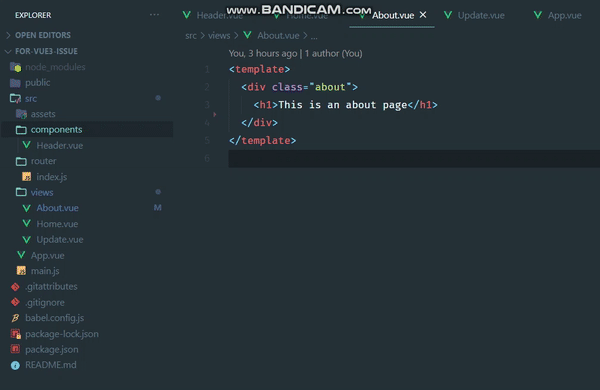 EXPLORER
...
OPEN EDITORS
FOR-VUE3-ISSUE
node_modules
public
src
assets
components
Header.vue
router
index.js
views
About.vue M
Home.vue
Update.vue
App.vue
main.js
.gitattributes
.gitignore
babel.config.js
package-lock.json
package.json
README.md
www.BANDICAM.com
Header.vue Home.vue About.vue Update.vue App.vue
src > views > About.vue > ...
You, 3 hours ago | 1 author (You)
1 <template>
2 <div class="about">
3 <h1>This is an about page</h1>
4 </div>
5 </template>
6